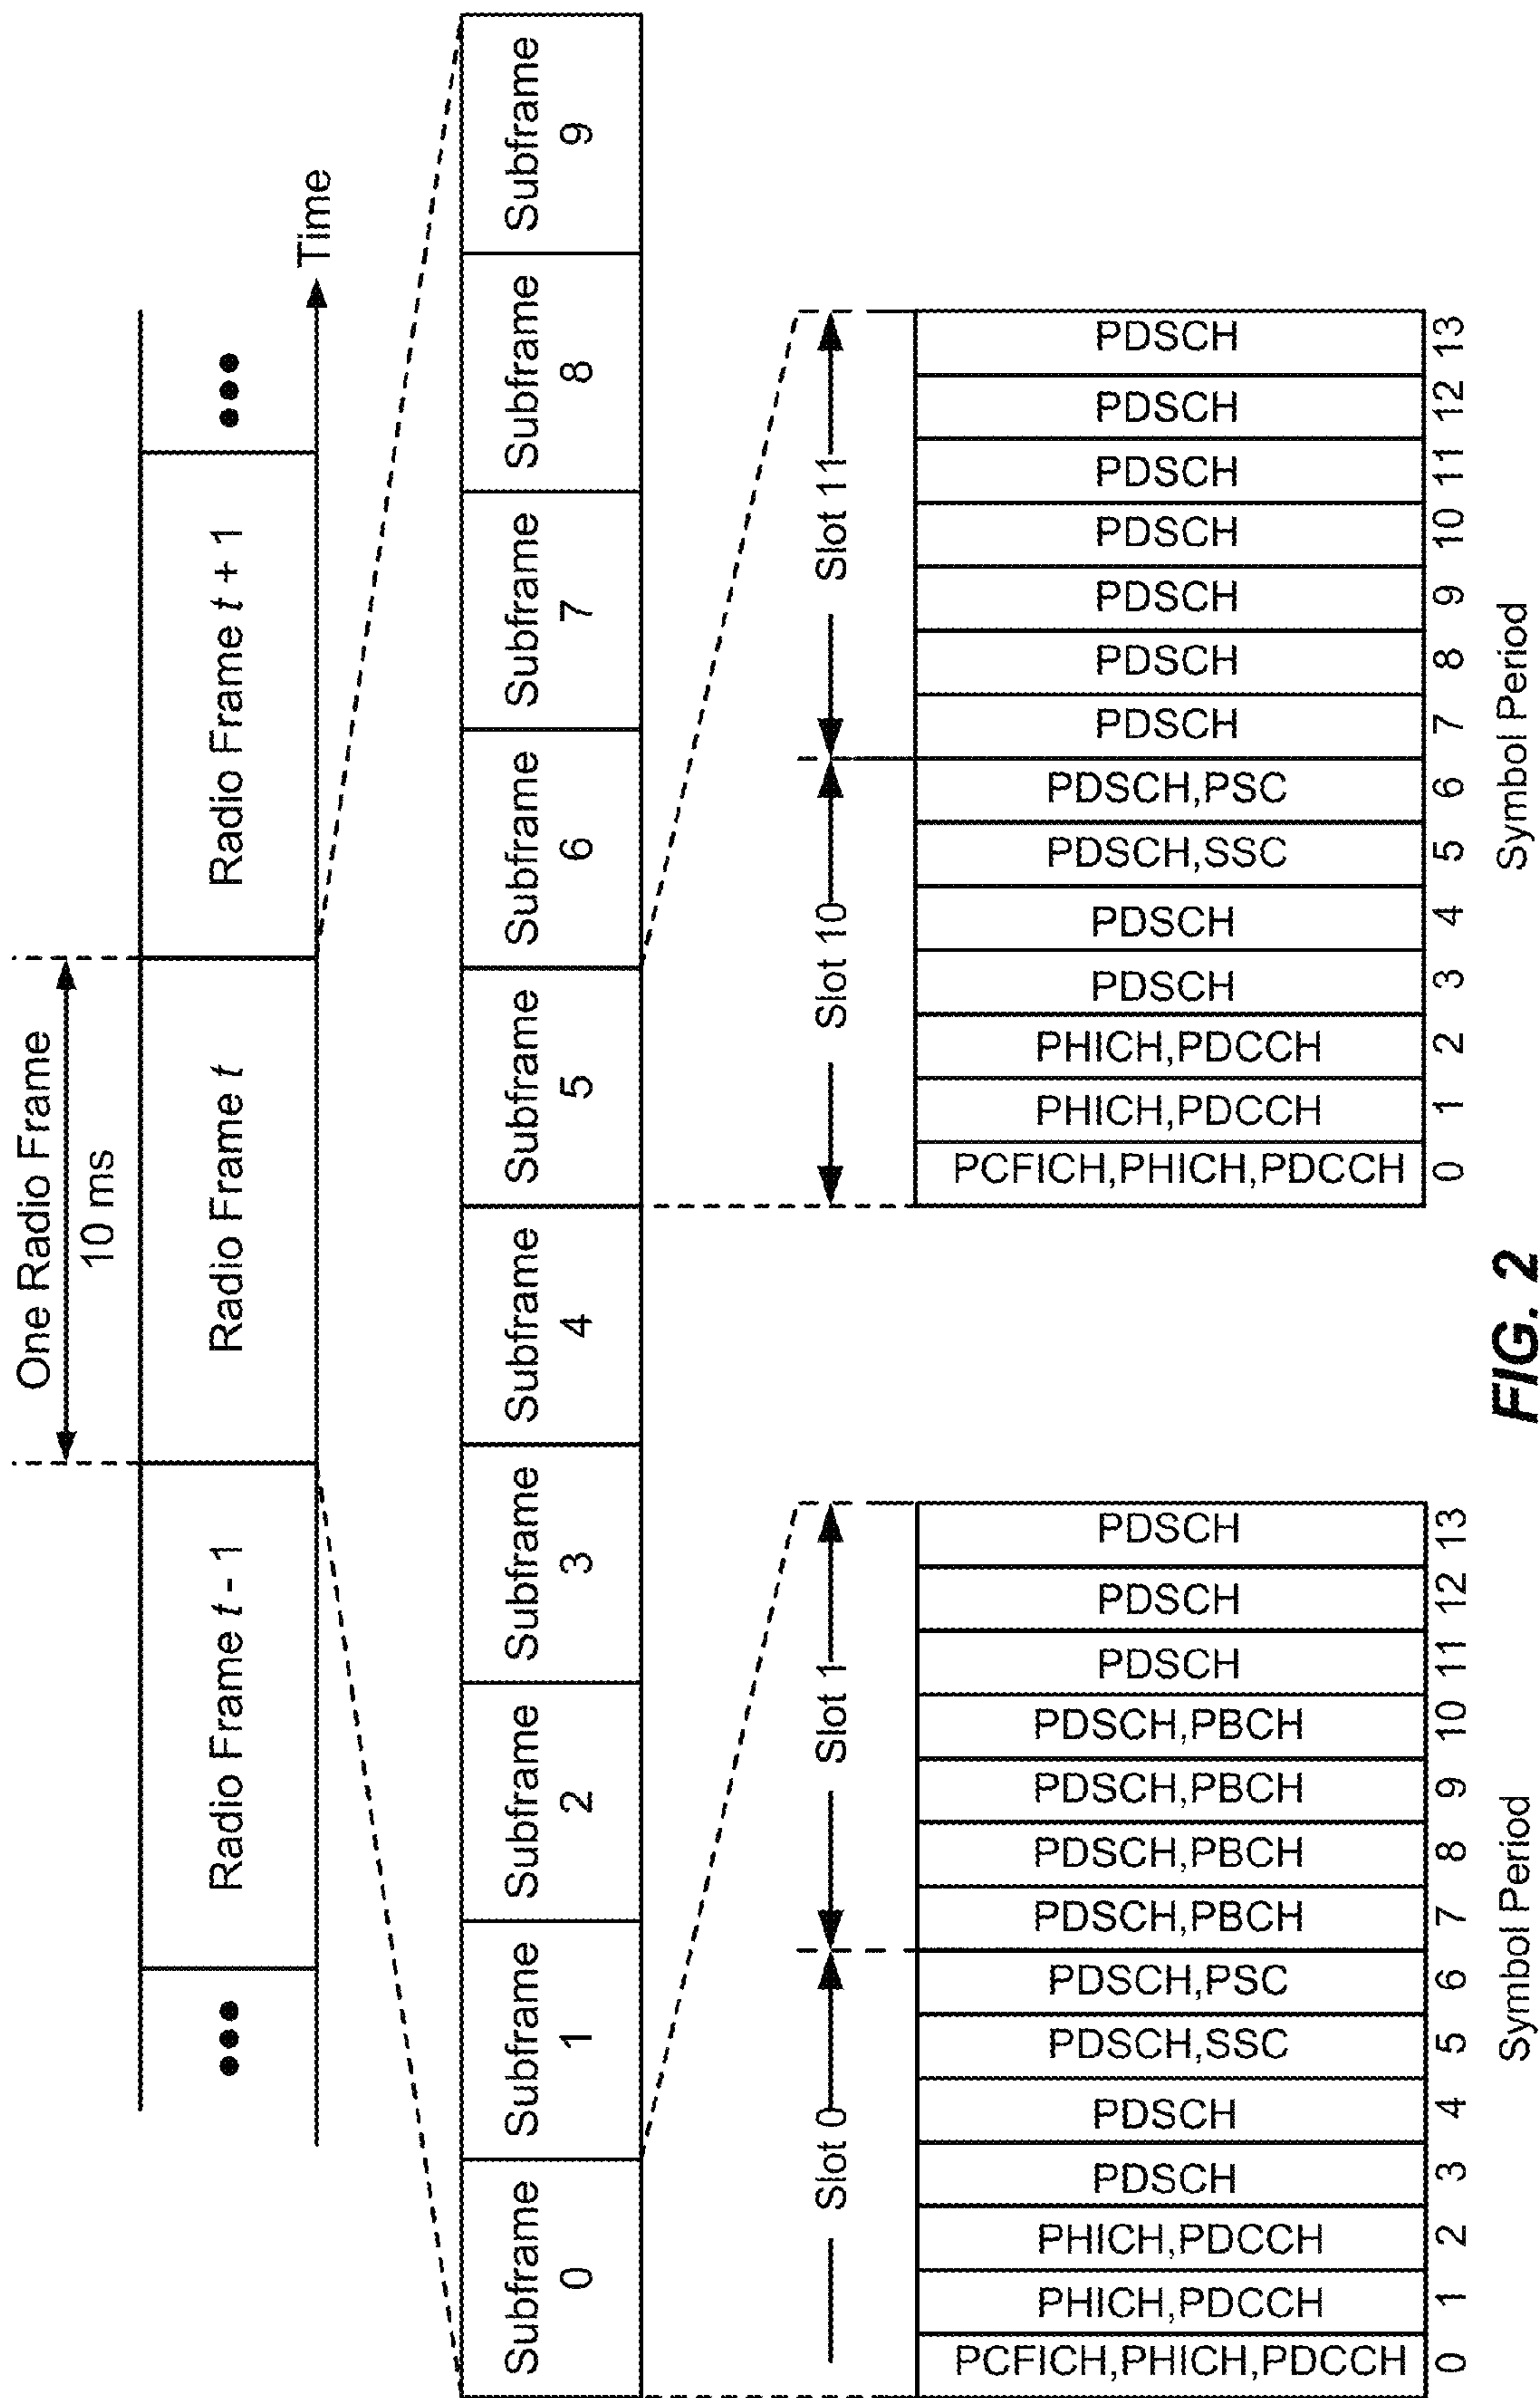 One Radio Frame
10 ms
Radio Frame t - 1
Radio Frame t
Radio Frame t + 1
Time
Subframe
0
Subframe
1
Subframe
2
Subframe
3
Subframe
4
Subframe
5
Subframe
6
Subframe
7
Subframe
8
Subframe
9
Slot 0
Slot 1
PCFICH,PHICH,PDCCH
PHICH,PDCCH
PHICH,PDCCH
PDSCH
PDSCH
PDSCH,SSC
PDSCH,PSC
PDSCH,PBCH
PDSCH,PBCH
PDSCH,PBCH
PDSCH,PBCH
PDSCH
PDSCH
PDSCH
0 1 2 3 4 5 6 7 8 9 10 11 12 13
Symbol Period
Slot 10
Slot 11
PCFICH,PHICH,PDCCH
PHICH,PDCCH
PHICH,PDCCH
PDSCH
PDSCH
PDSCH,SSC
PDSCH,PSC
PDSCH
PDSCH
PDSCH
PDSCH
PDSCH
PDSCH
PDSCH
0 1 2 3 4 5 6 7 8 9 10 11 12 13
Symbol Period
FIG. 2